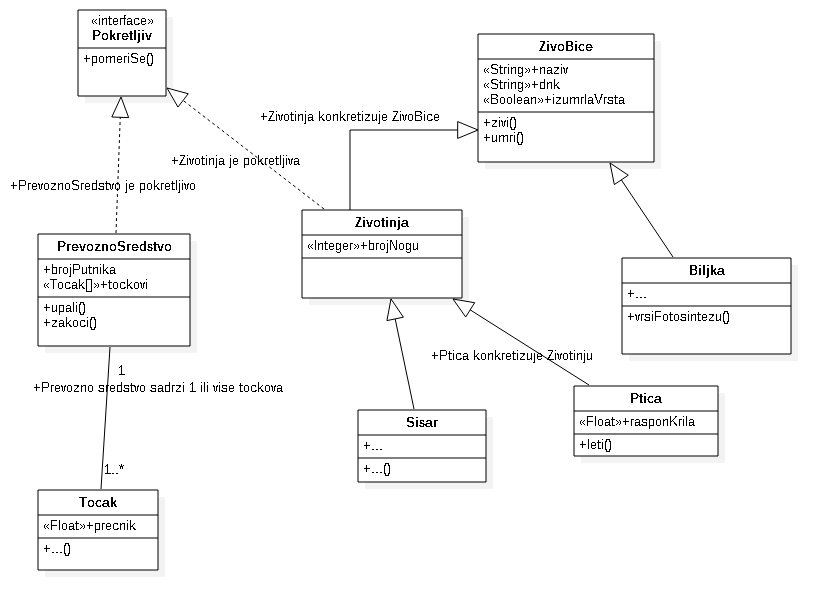 «interface»
Pokretljiv
+pomeriSe()
ZivoBice
«String»+naziv
«String»+dnk
«Boolean»+izumrlaVrsta
+zivi()
+umri()
+Zivotinja konkretizuje ZivoBice
+Zivotinja je pokretljiva
+PrevoznoSredstvo je pokretljivo
Zivotinja
«Integer»+brojNogu
PrevoznoSredstvo
+brojPutnika
«Tocak[]»+tockovi
+upali()
+zakoci()
Biljka
+...
+vrsiFotosintezu()
+Ptica konkretizuje Zivotinju
1
+Prevozno sredstvo sadrzi 1 ili vise tockova
1..*
Sisar
+...
+...()
Ptica
«Float»+rasponKrila
+leti()
Tocak
«Float»+precnik
+...()